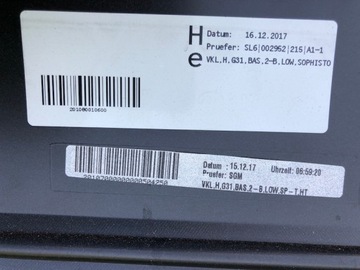 H Datum: 16.12.2017
e Pruefer: SL6|002952|215|A1-1
VKL,H,G31,BAS,2-B,LOW,SOPHISTO
Datum : 15.12.17 Uhrzeit: 06:59:20
Pruefer: SGM
VKL,H,G31,BAS,2-B,LOW,SP-T,HT